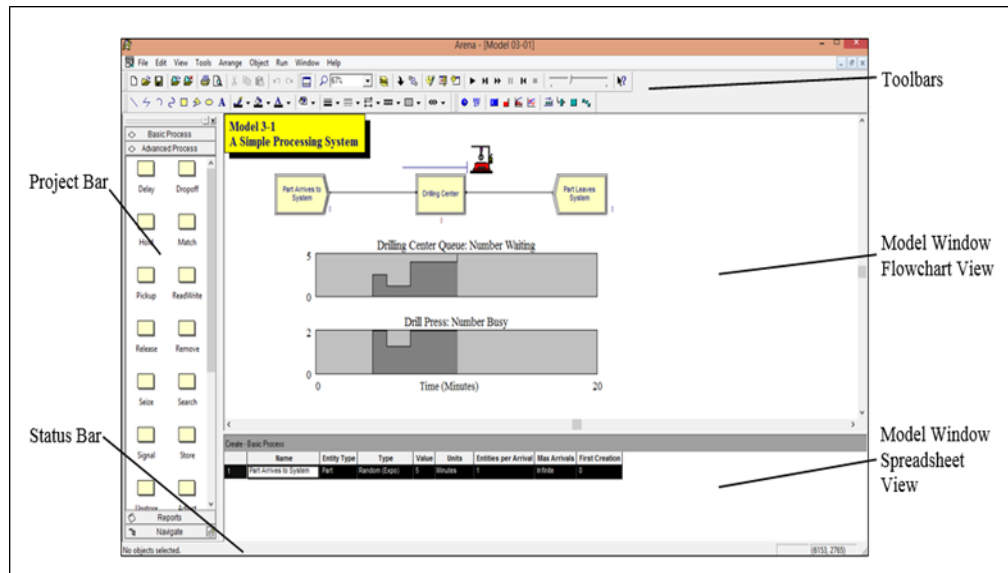 Arena - [Model 03-01]
File Edit View Tools Arrange Object Run Window Help
67%
Toolbars
Project Bar
Basic Process
Advanced Process
Delay Dropoff
Hold Match
Pickup ReadWrite
Release Remove
Seize Search
Signal Store
Unstore Adjust
Reports
Navigate
Model 3-1
A Simple Processing System
Part Arrives to
System
Drilling Center
Part Leaves
System
Drilling Center Queue: Number Waiting
5
0
Drill Press: Number Busy
2
0
0 Time (Minutes) 20
Model Window
Flowchart View
Status Bar
Create - Basic Process
Name Entity Type Type Value Units Entities per Arrival Max Arrivals First Creation
1 Part Arrives to System Part Random (Expo) 5 Minutes 1 Infinite 0
Model Window
Spreadsheet
View
No objects selected.
(6153, 2765)